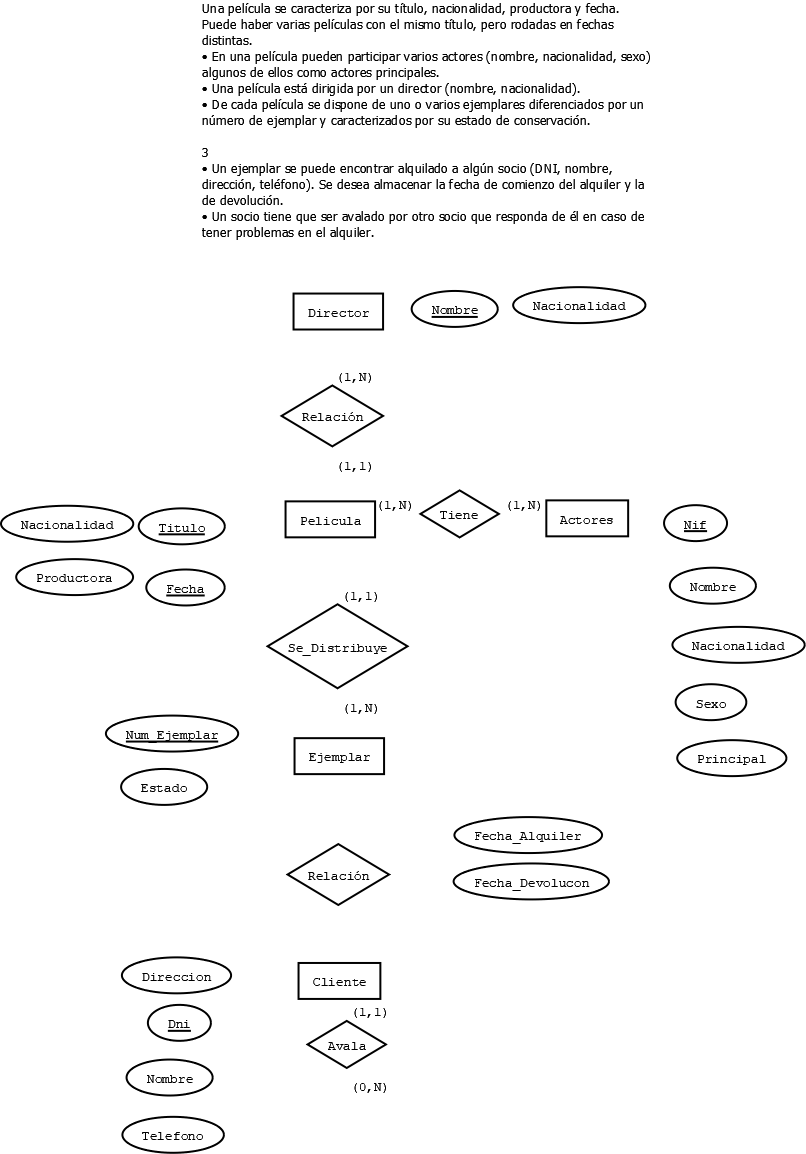 Una película se caracteriza por su título, nacionalidad, productora y fecha.
Puede haber varias películas con el mismo título, pero rodadas en fechas
distintas.
• En una película pueden participar varios actores (nombre, nacionalidad, sexo)
algunos de ellos como actores principales.
• Una película está dirigida por un director (nombre, nacionalidad).
• De cada película se dispone de uno o varios ejemplares diferenciados por un
número de ejemplar y caracterizados por su estado de conservación.
3
• Un ejemplar se puede encontrar alquilado a algún socio (DNI, nombre,
dirección, teléfono). Se desea almacenar la fecha de comienzo del alquiler y la
de devolución.
• Un socio tiene que ser avalado por otro socio que responda de él en caso de
tener problemas en el alquiler.
Director Nombre Nacionalidad
(1,N)
Relación
(1,1)
Nacionalidad Titulo Pelicula (1,N) Tiene (1,N) Actores Nif
Productora Fecha Nombre
(1,1)
Se_Distribuye Nacionalidad
(1,N) Sexo
Num_Ejemplar
Ejemplar Principal
Estado
Fecha_Alquiler
Relación Fecha_Devolucon
Direccion Cliente
(1,1)
Dni
Avala
Nombre (0,N)
Telefono